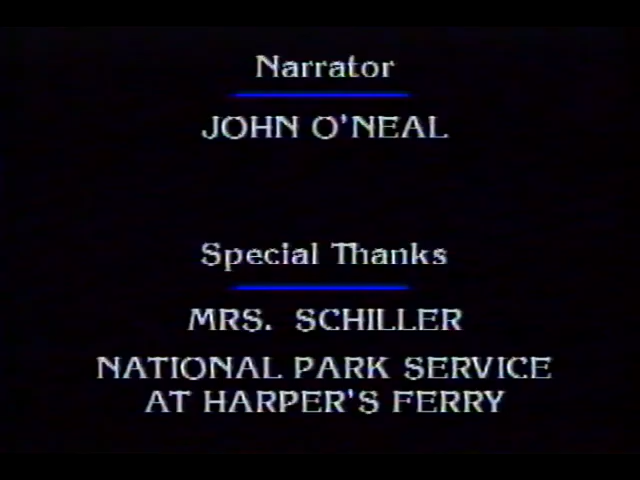 Narrator
JOHN O'NEAL
Special Thanks
MRS. SCHILLER
NATIONAL PARK SERVICE
AT HARPER'S FERRY